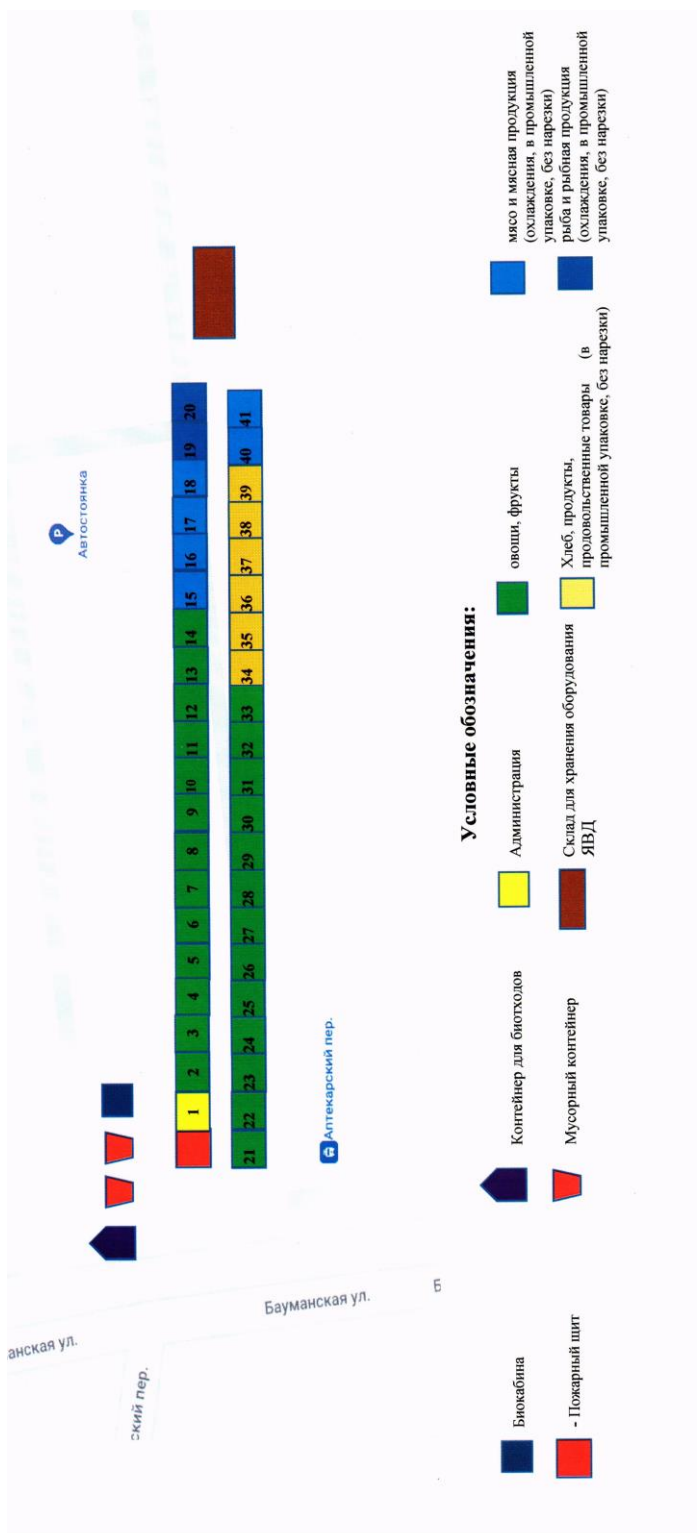 P
Автостоянка
1 2 3 4 5 6 7 8 9 10 11 12 13 14 15 16 17 18 19 20
21 22 23 24 25 26 27 28 29 30 31 32 33 34 35 36 37 38 39 40 41
Аптекарский пер.
анская ул.
ский пер.
Бауманская ул.
Б
Условные обозначения:
Биокабина
- Пожарный щит
Контейнер для биотходов
Мусорный контейнер
Администрация
Склад для хранения оборудования
ЯВД
овощи, фрукты
Хлеб, продукты,
продовольственные товары (в
промышленной упаковке, без нарезки)
мясо и мясная продукция
(охлаждения, в промышленной
упаковке, без нарезки)
рыба и рыбная продукция
(охлаждения, в промышленной
упаковке, без нарезки)